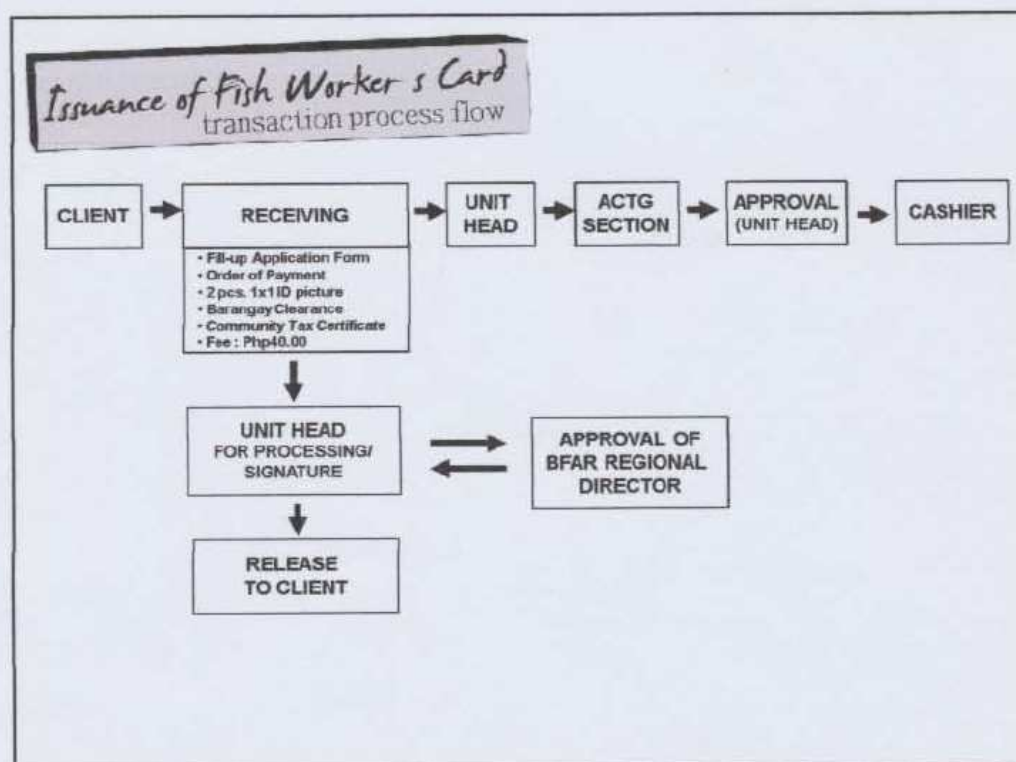 Issuance of Fish Worker s Card
transaction process flow
CLIENT
RECEIVING
• Fill-up Application Form
• Order of Payment
• 2 pcs. 1x1 ID picture
• Barangay Clearance
• Community Tax Certificate
• Fee : Php40.00
UNIT
HEAD
ACTG
SECTION
APPROVAL
(UNIT HEAD)
CASHIER
UNIT HEAD
FOR PROCESSING/
SIGNATURE
APPROVAL OF
BFAR REGIONAL
DIRECTOR
RELEASE
TO CLIENT